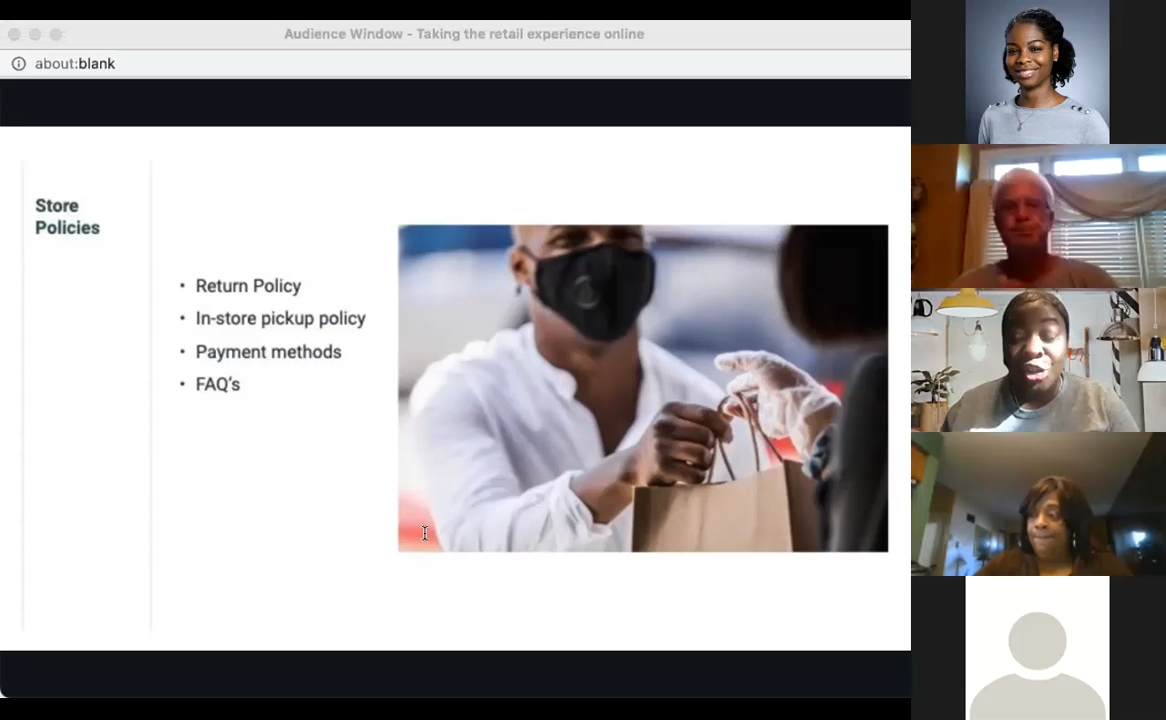 Audience Window - Taking the retail experience online
about:blank
Store
Policies
• Return Policy
• In-store pickup policy
• Payment methods
• FAQ's